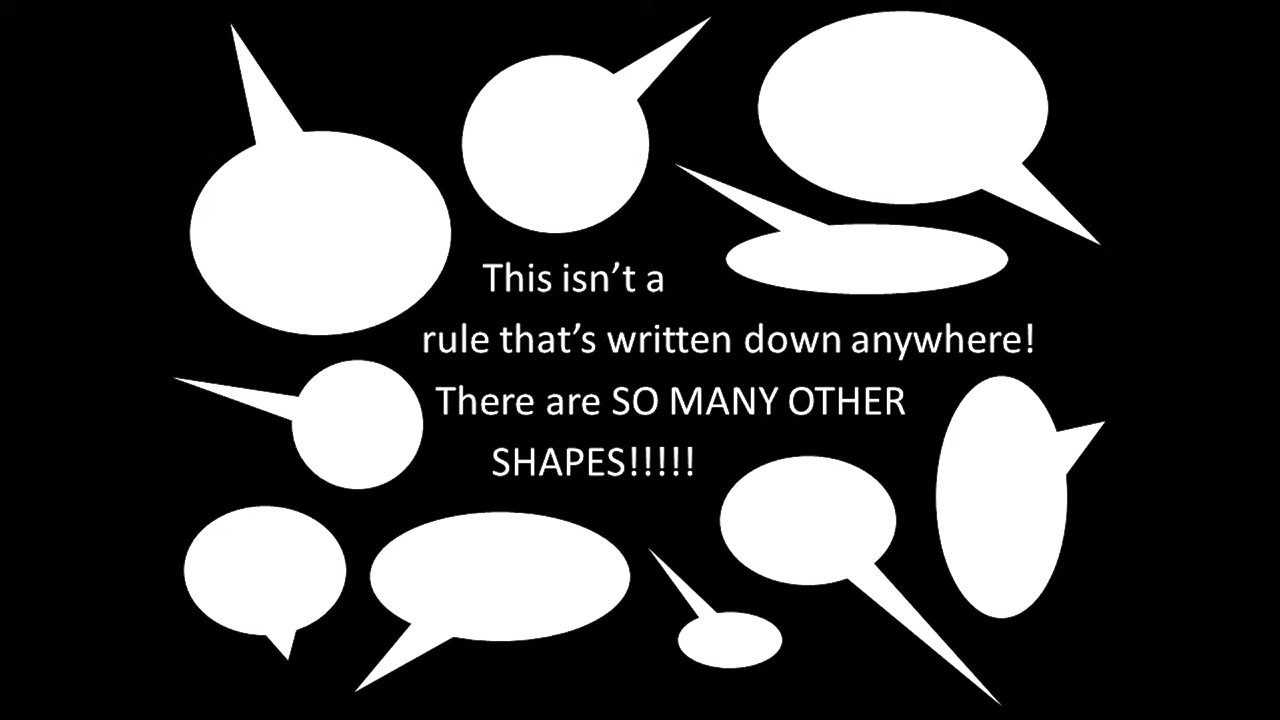 This isn’t a
rule that’s written down anywhere!
There are SO MANY OTHER
SHAPES!!!!!